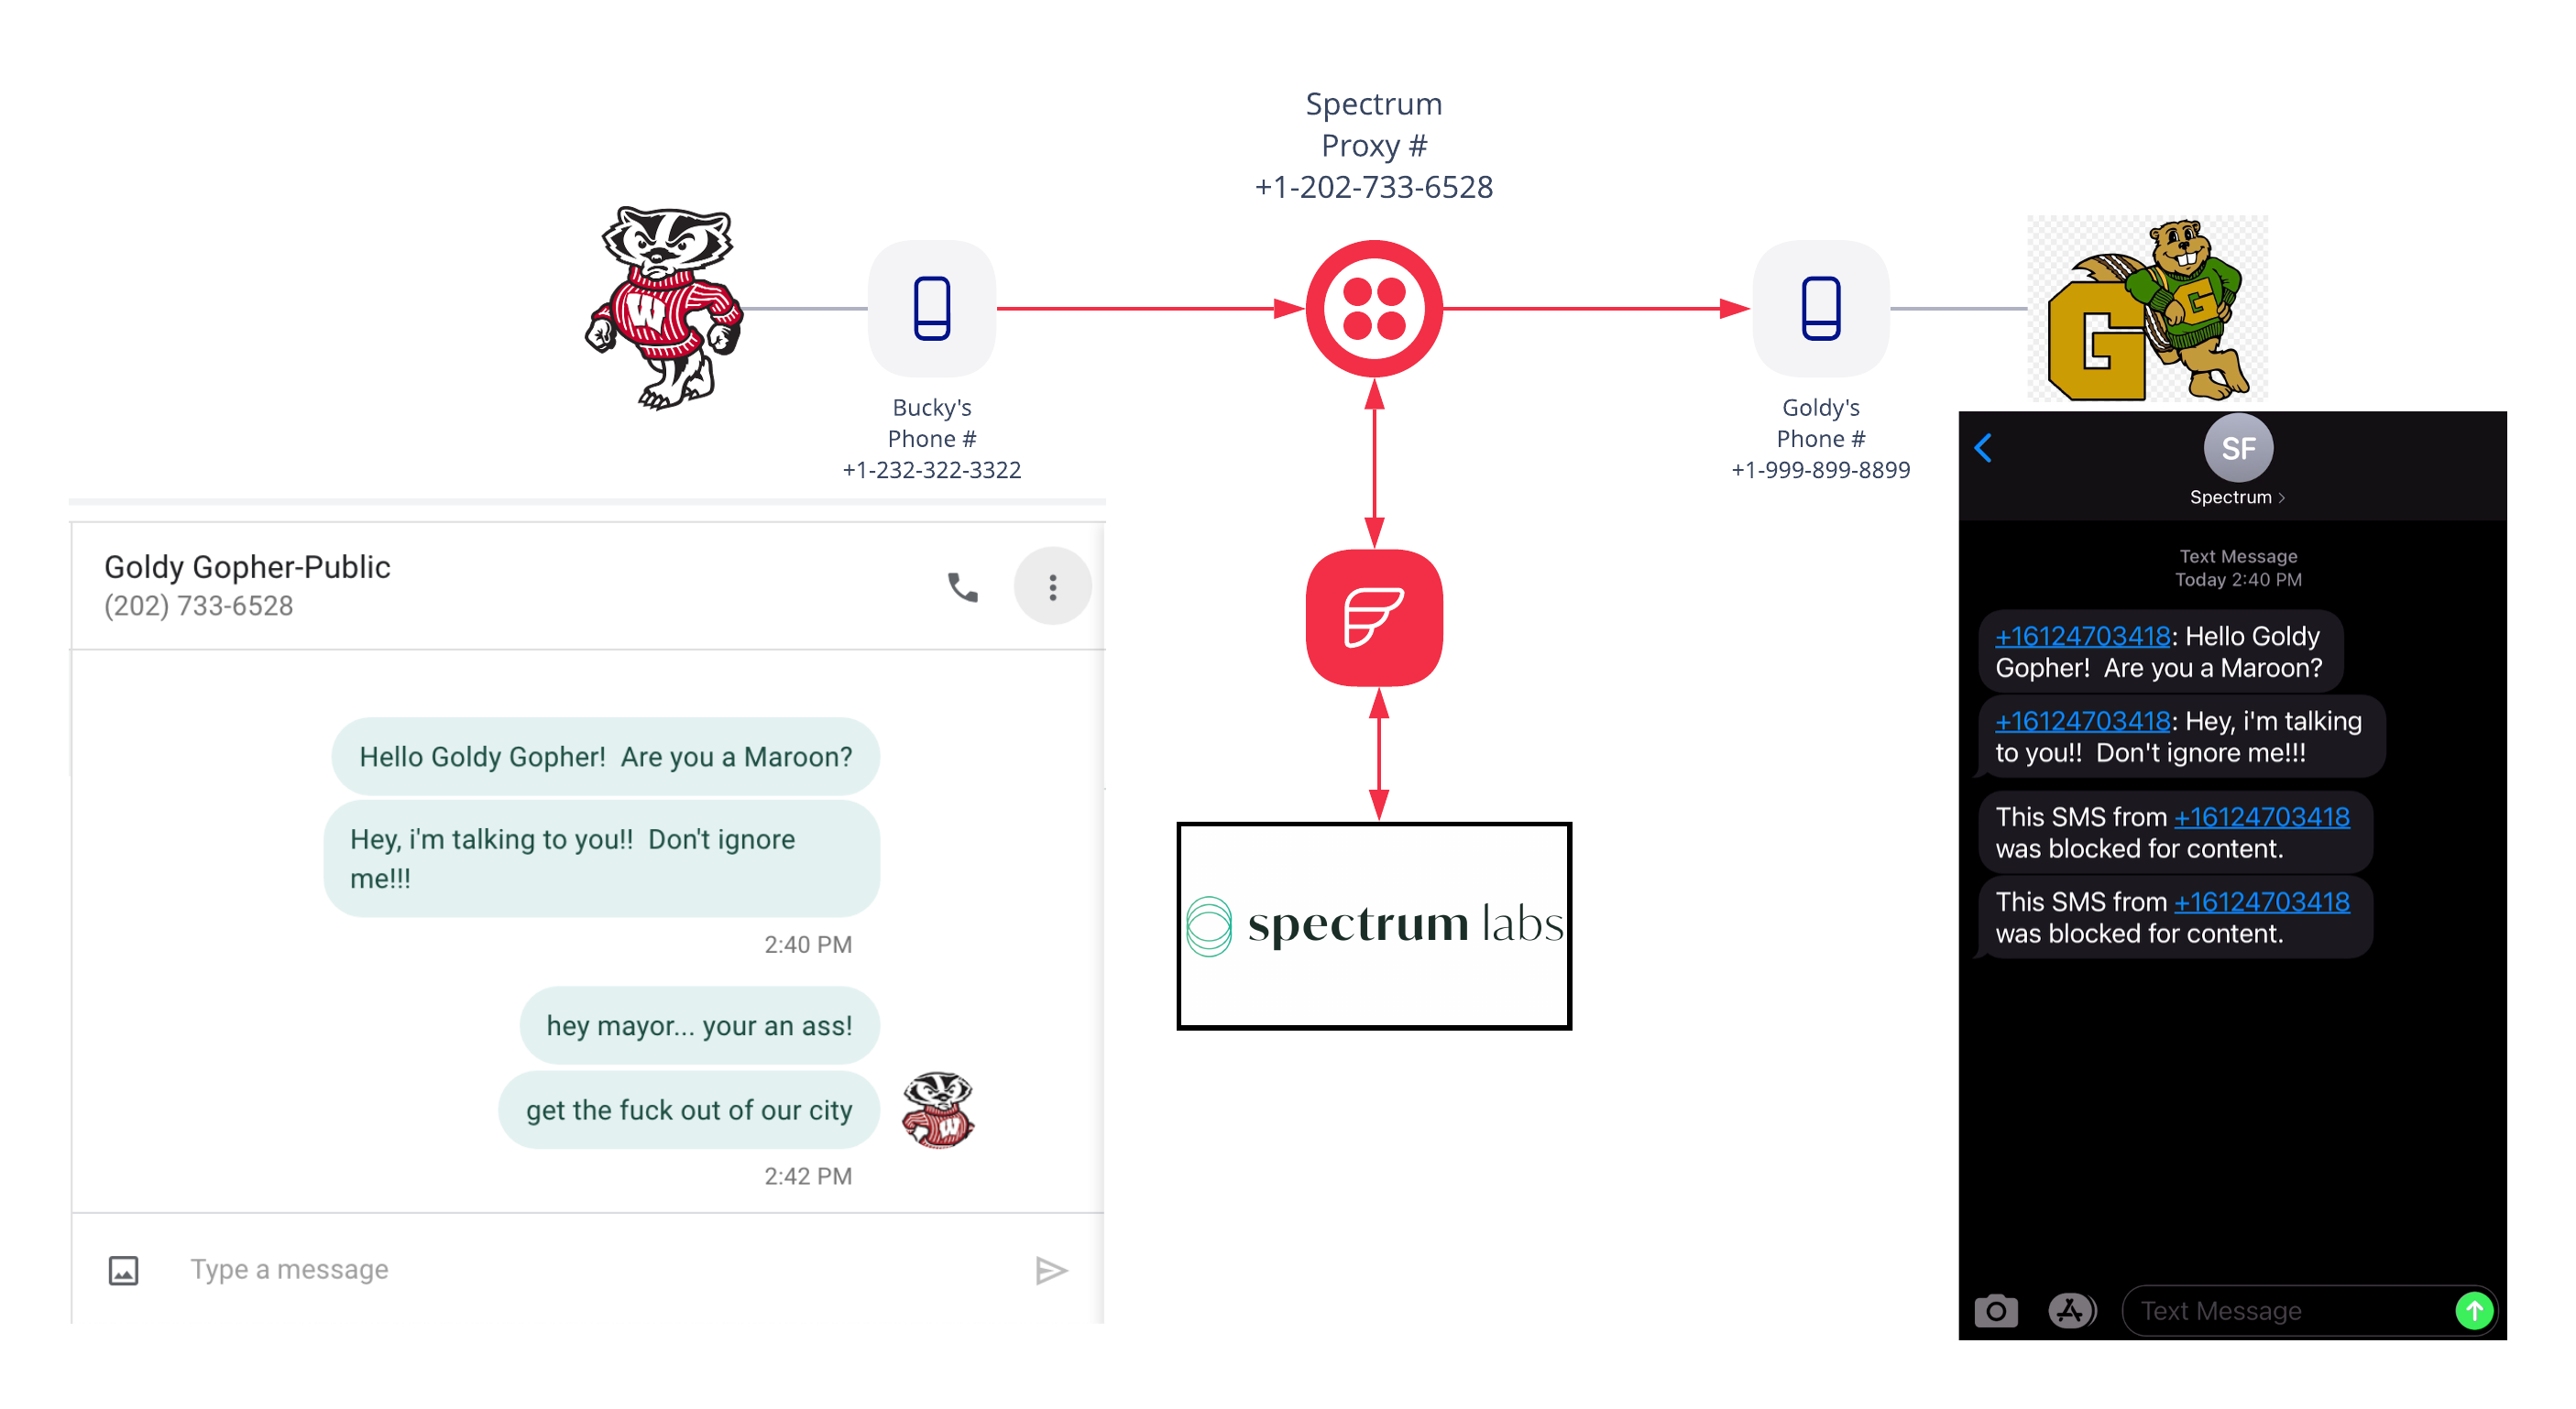 Spectrum
Proxy #
+1-202-733-6528
W
G
G
Bucky's
Phone #
+1-232-322-3322
Goldy's
Phone #
+1-999-899-8899
Goldy Gopher-Public
(202) 733-6528
Hello Goldy Gopher!  Are you a Maroon?
Hey, i'm talking to you!!  Don't ignore
me!!!
2:40 PM
hey mayor... your an ass!
get the fuck out of our city
W
2:42 PM
Type a message
spectrum labs
SF
Spectrum
Text Message
Today 2:40 PM
+16124703418: Hello Goldy
Gopher!  Are you a Maroon?
+16124703418: Hey, i'm talking
to you!!  Don't ignore me!!!
This SMS from +16124703418
was blocked for content.
This SMS from +16124703418
was blocked for content.
Text Message